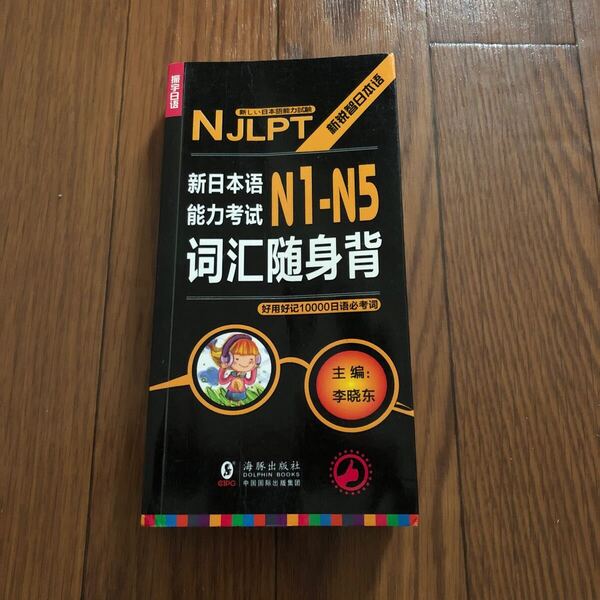 振宇日语
新しい日本語能力試験
NJLPT
新锐智日本语
新日本语
能力考试
N1-N5
词汇随身背
好用好记10000日语必考词
主编:
李晓东
海豚出版社
DOLPHIN BOOKS
CIPG
中国国际出版集团